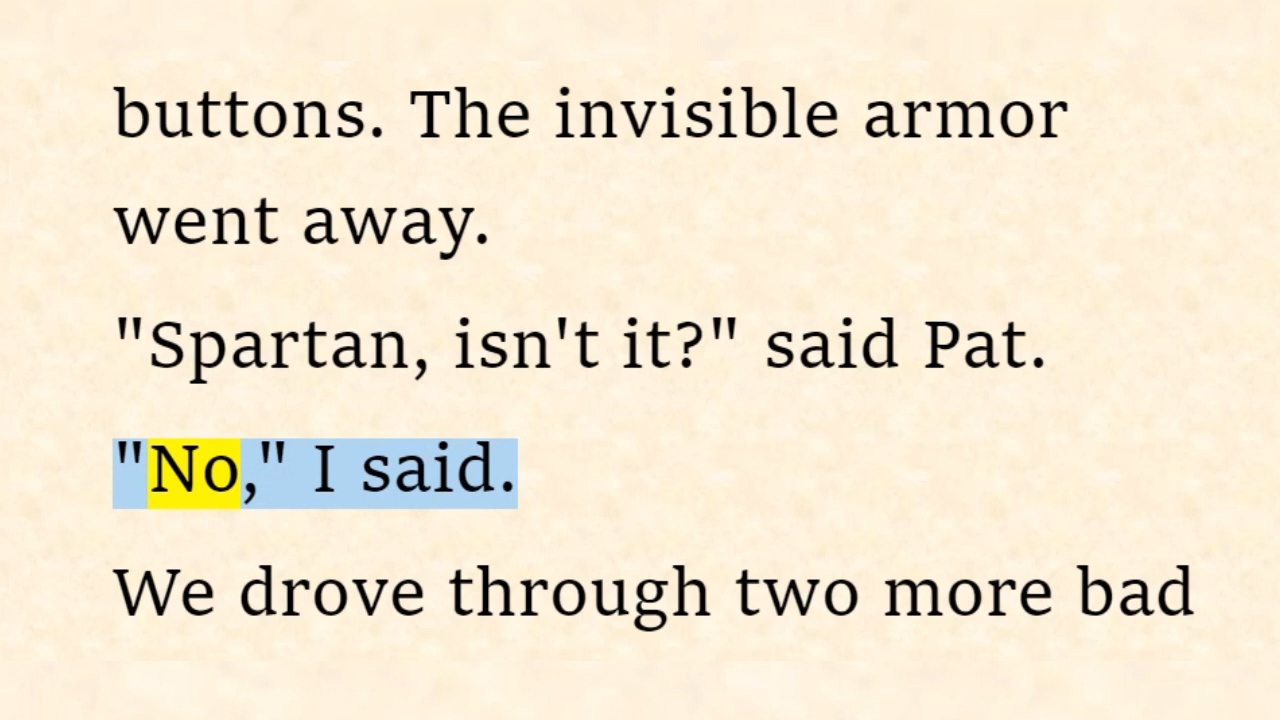 buttons. The invisible armor
went away.
"Spartan, isn't it?" said Pat.
"No," I said.
We drove through two more bad